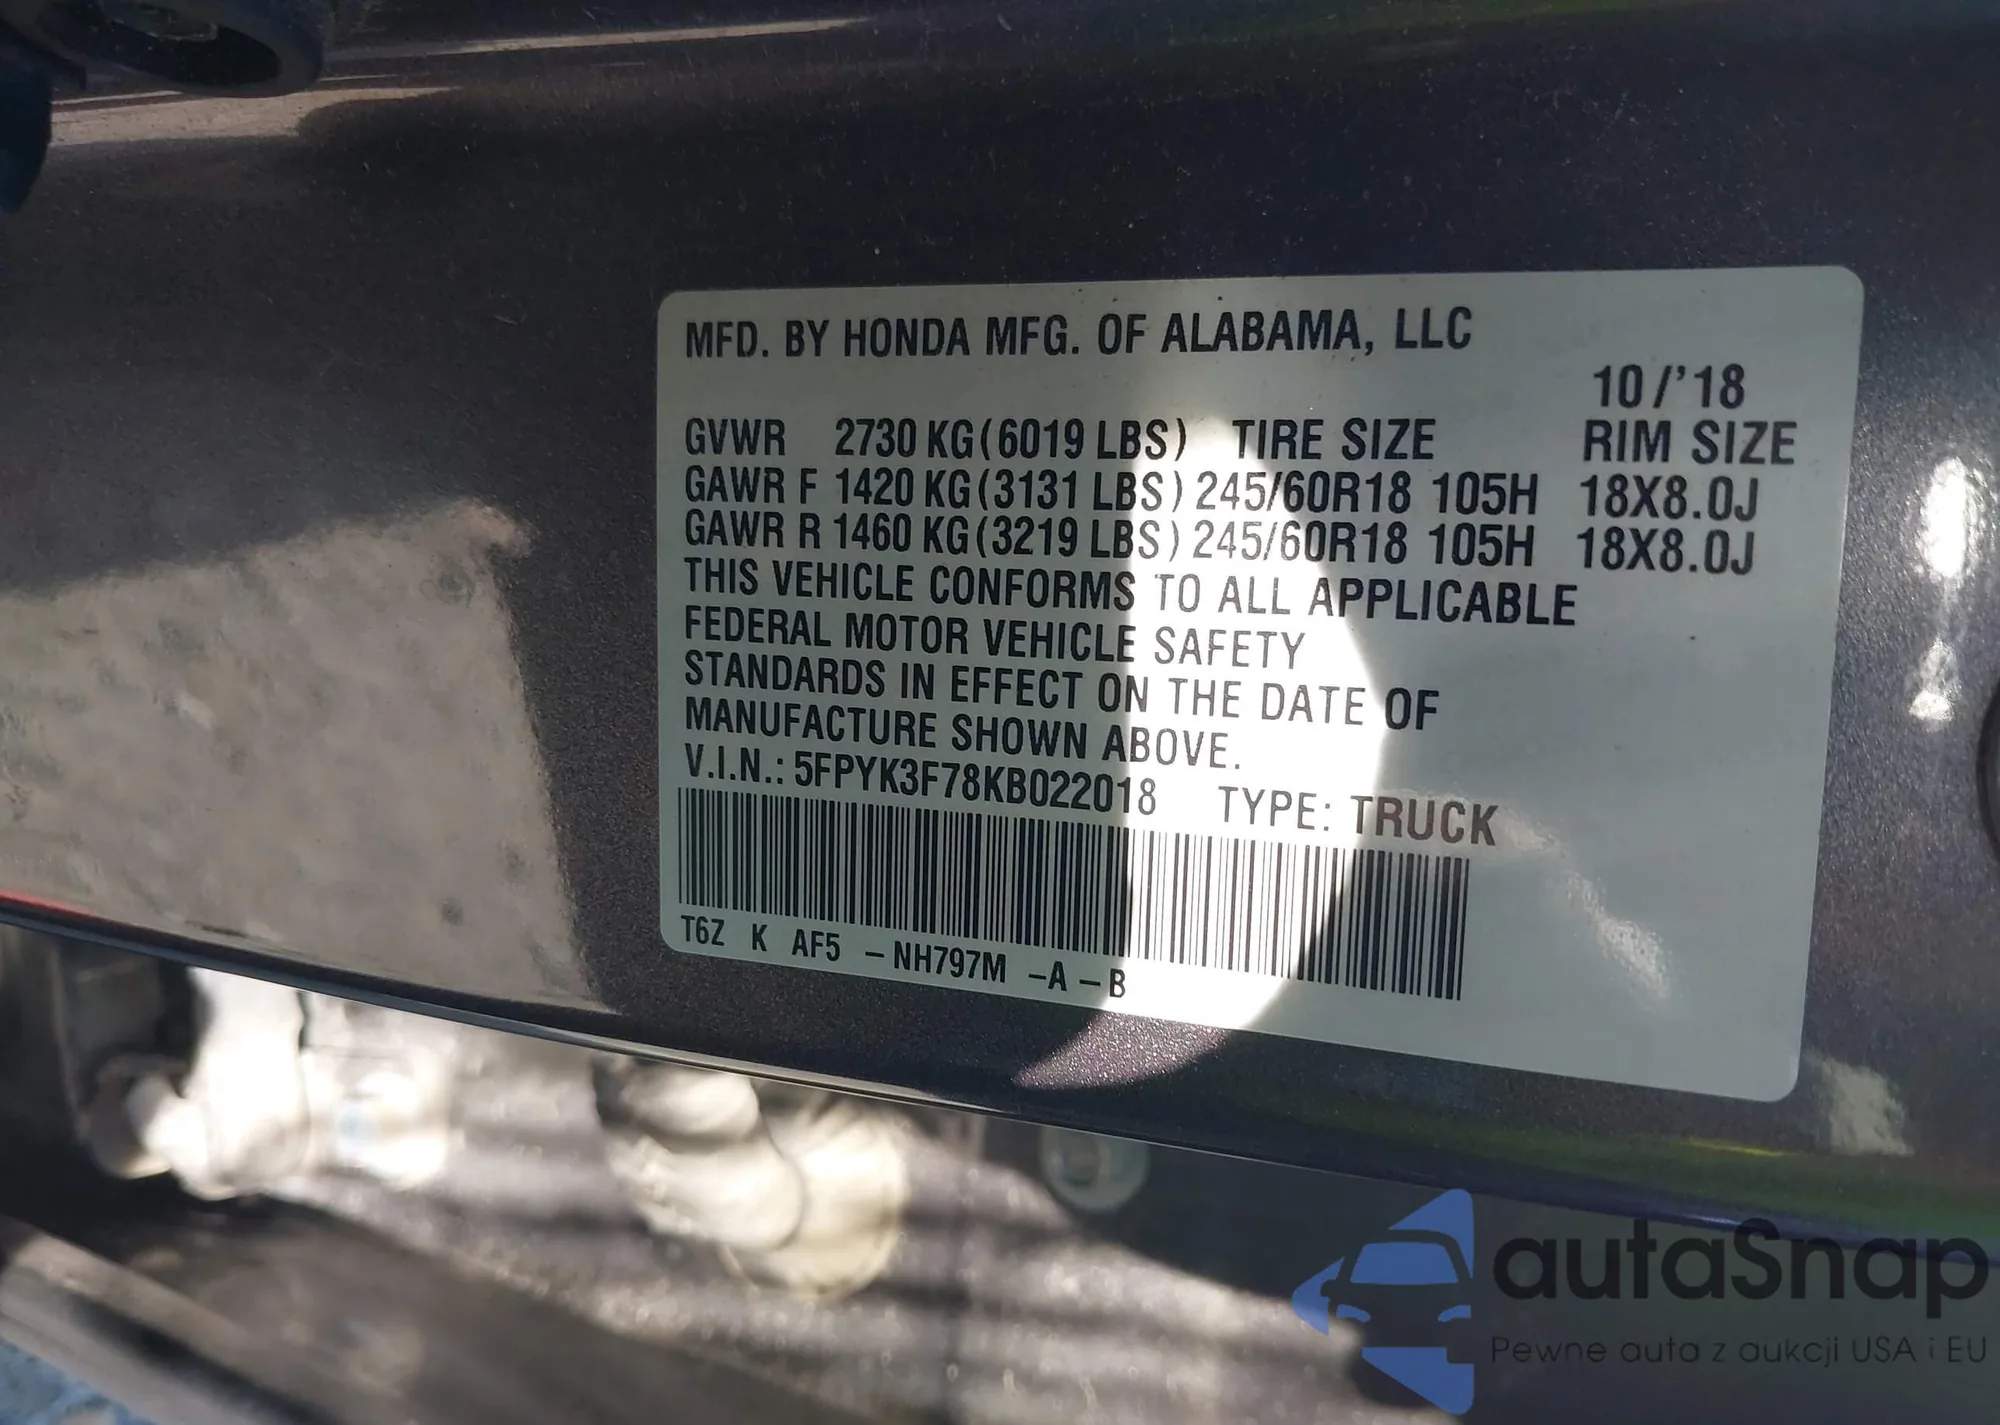 MFD. BY HONDA MFG. OF ALABAMA, LLC
10/'18
GVWR 2730 KG(6019 LBS) TIRE SIZE RIM SIZE
GAWR F 1420 KG(3131 LBS) 245/60R18 105H 18X8.0J
GAWR R 1460 KG(3219 LBS) 245/60R18 105H 18X8.0J
THIS VEHICLE CONFORMS TO ALL APPLICABLE
FEDERAL MOTOR VEHICLE SAFETY
STANDARDS IN EFFECT ON THE DATE OF
MANUFACTURE SHOWN ABOVE.
V.I.N.: 5FPYK3F78KB022018 TYPE: TRUCK
T6Z K AF5 -NH797M -A-B
autaSnap
Pewne auta z aukcji USA i EU